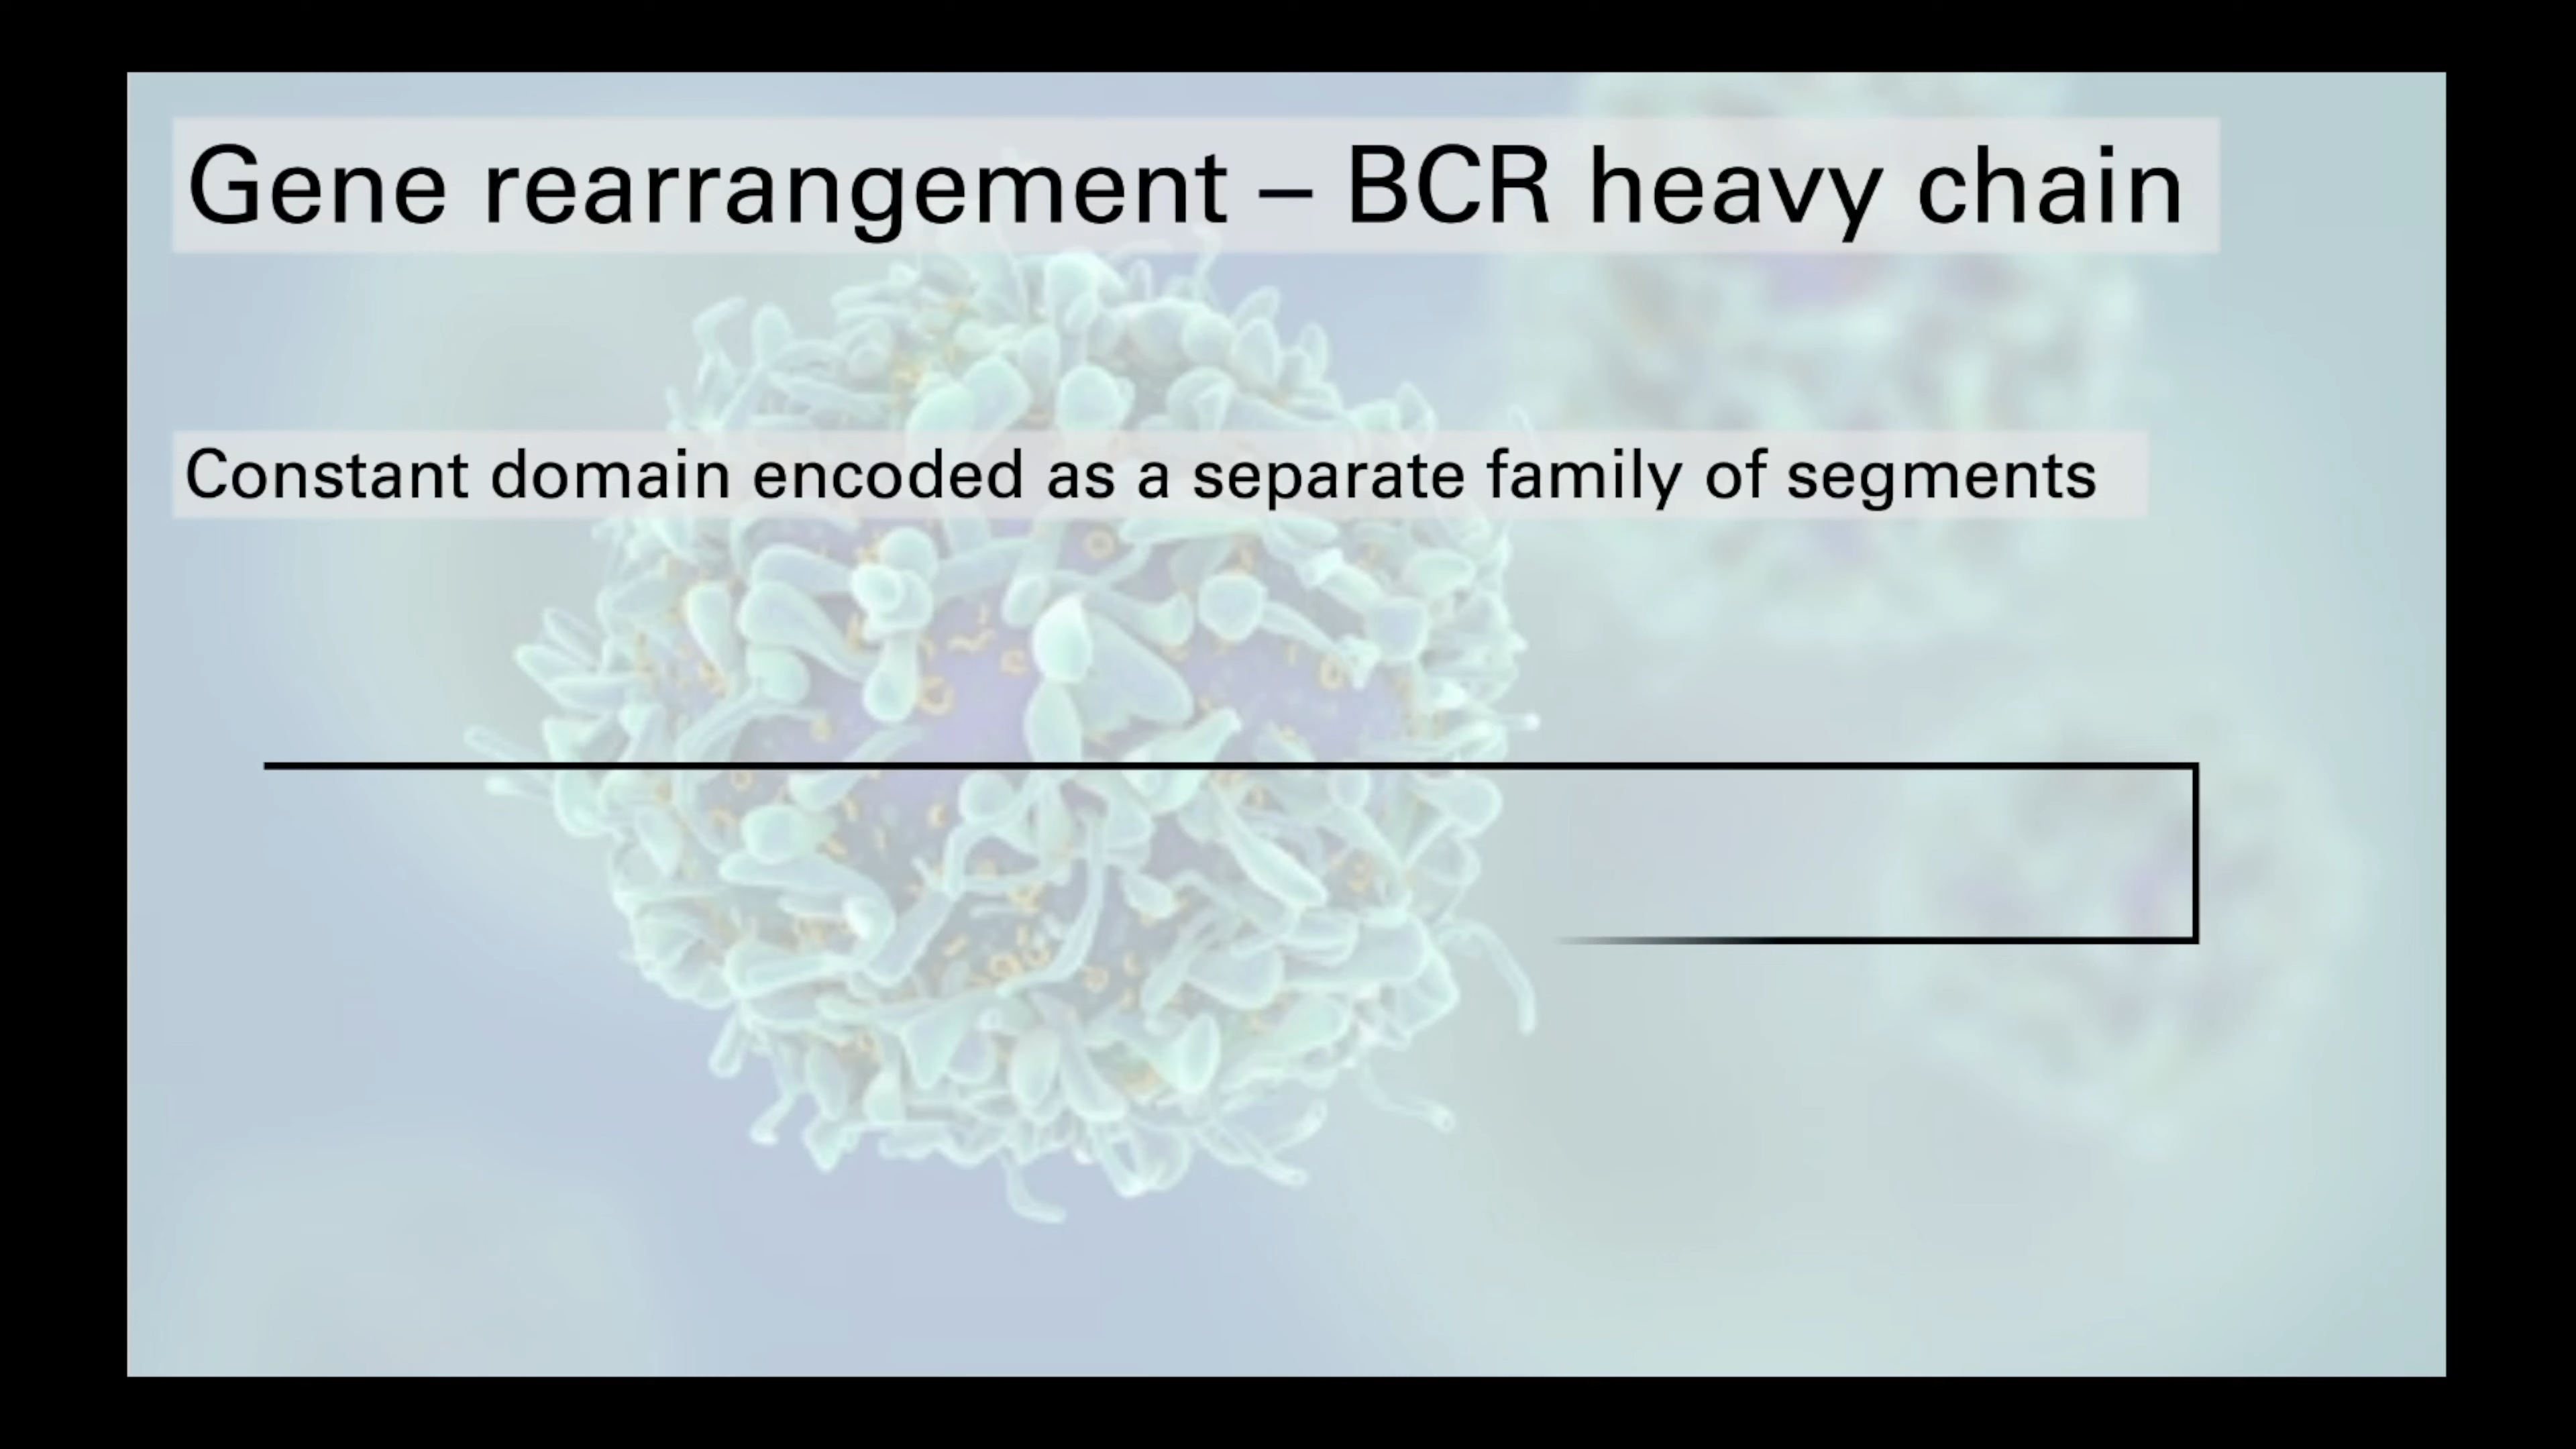 Gene rearrangement – BCR heavy chain
Constant domain encoded as a separate family of segments